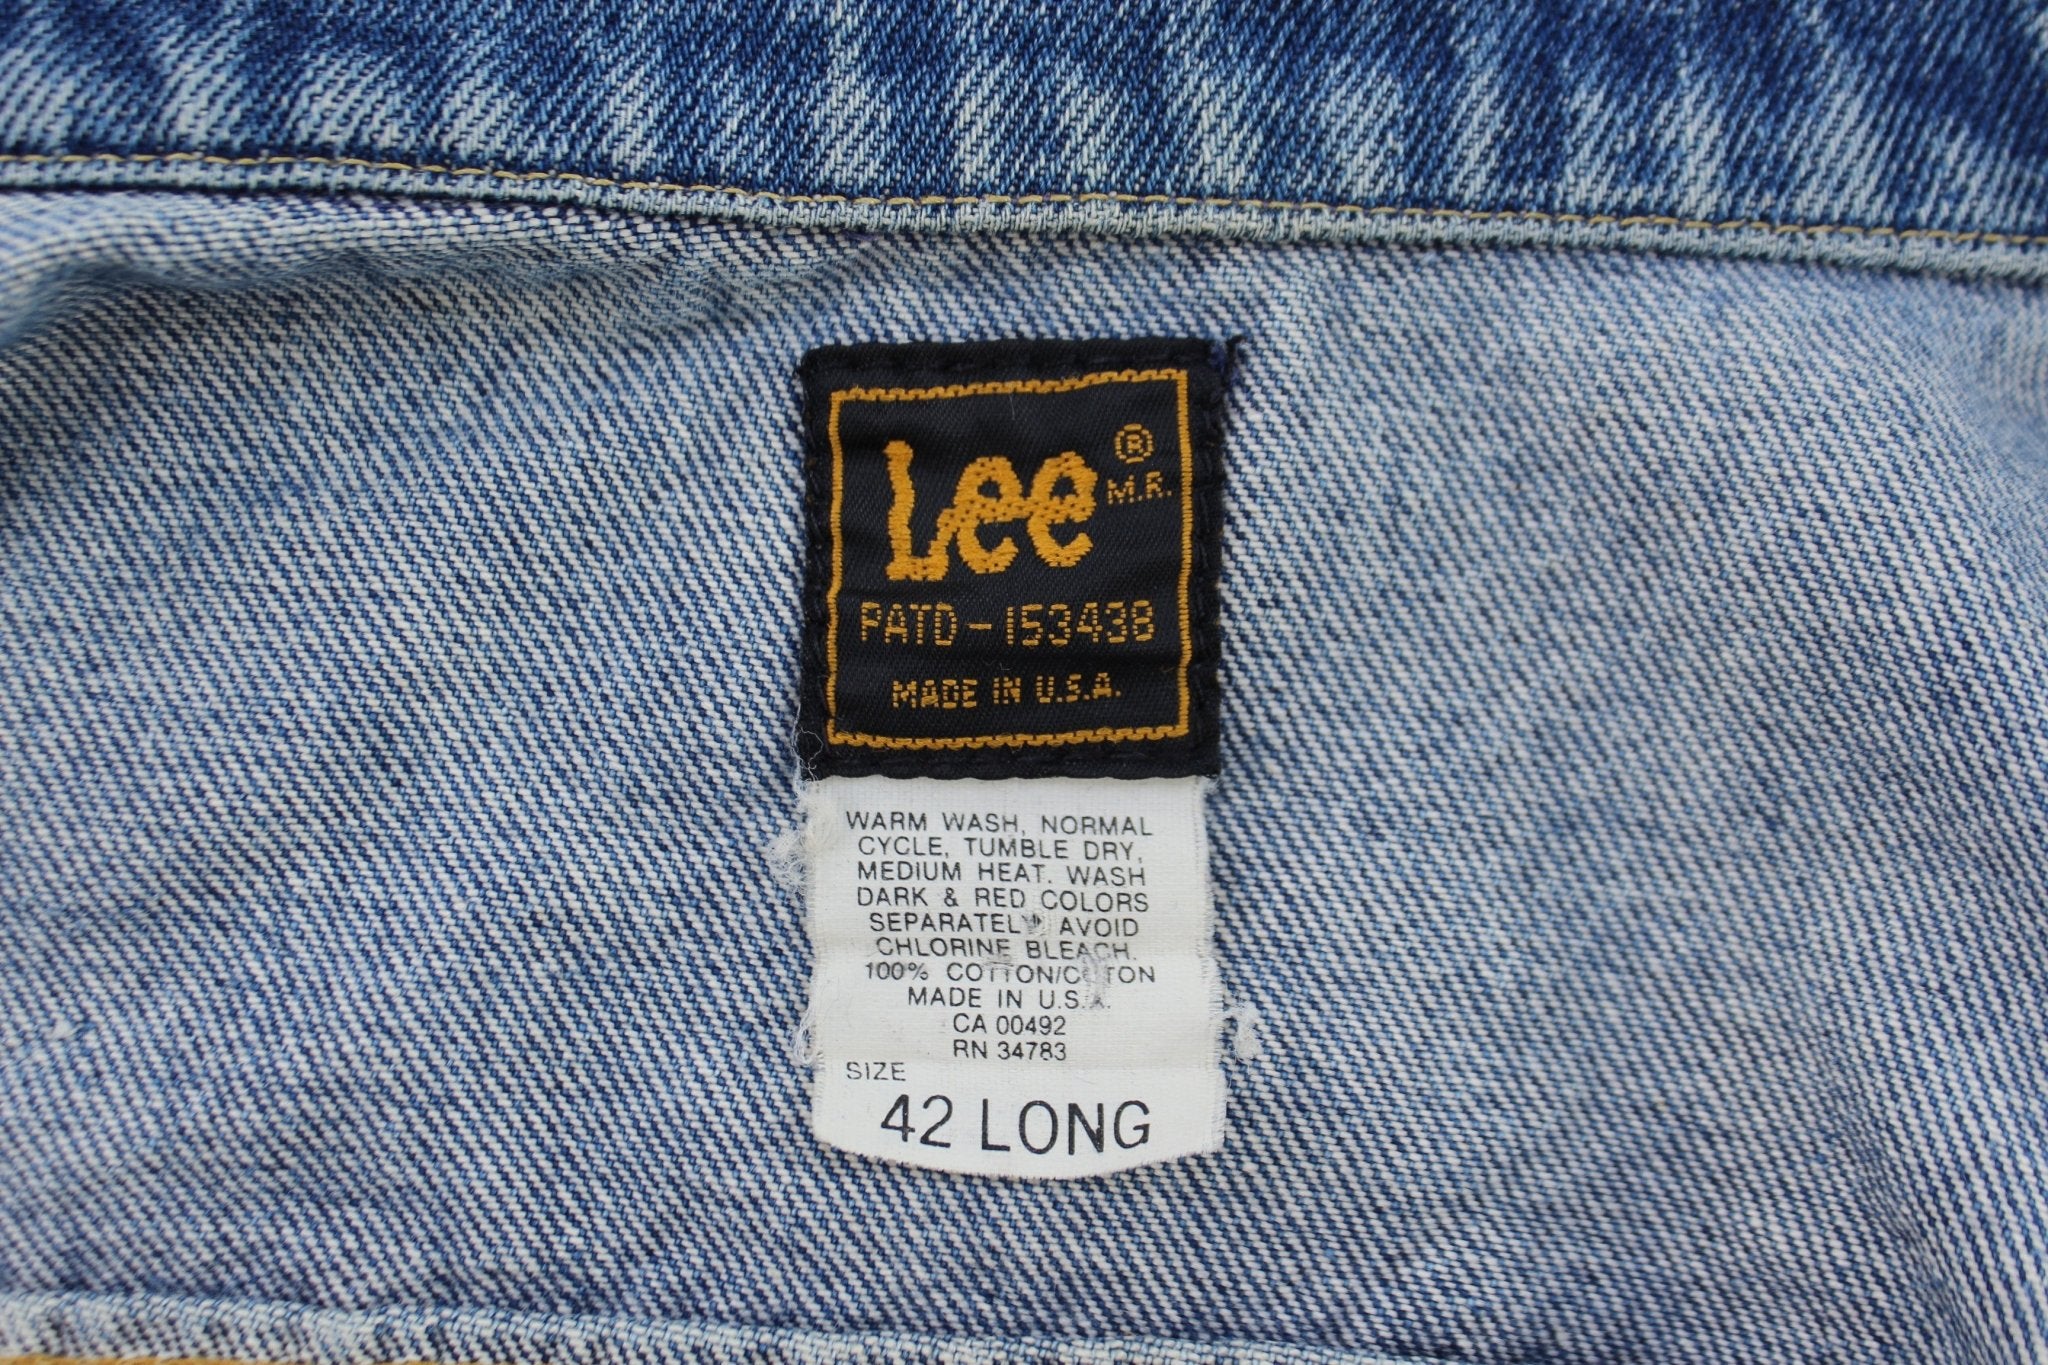 Lee ®
M.R.
PATD-153438
MADE IN U.S.A.
WARM WASH, NORMAL
CYCLE, TUMBLE DRY,
MEDIUM HEAT. WASH
DARK & RED COLORS
SEPARATELY AVOID
CHLORINE BLEACH.
100% COTTON/COTTON
MADE IN U.S.A.
CA 00492
RN 34783
SIZE
42 LONG